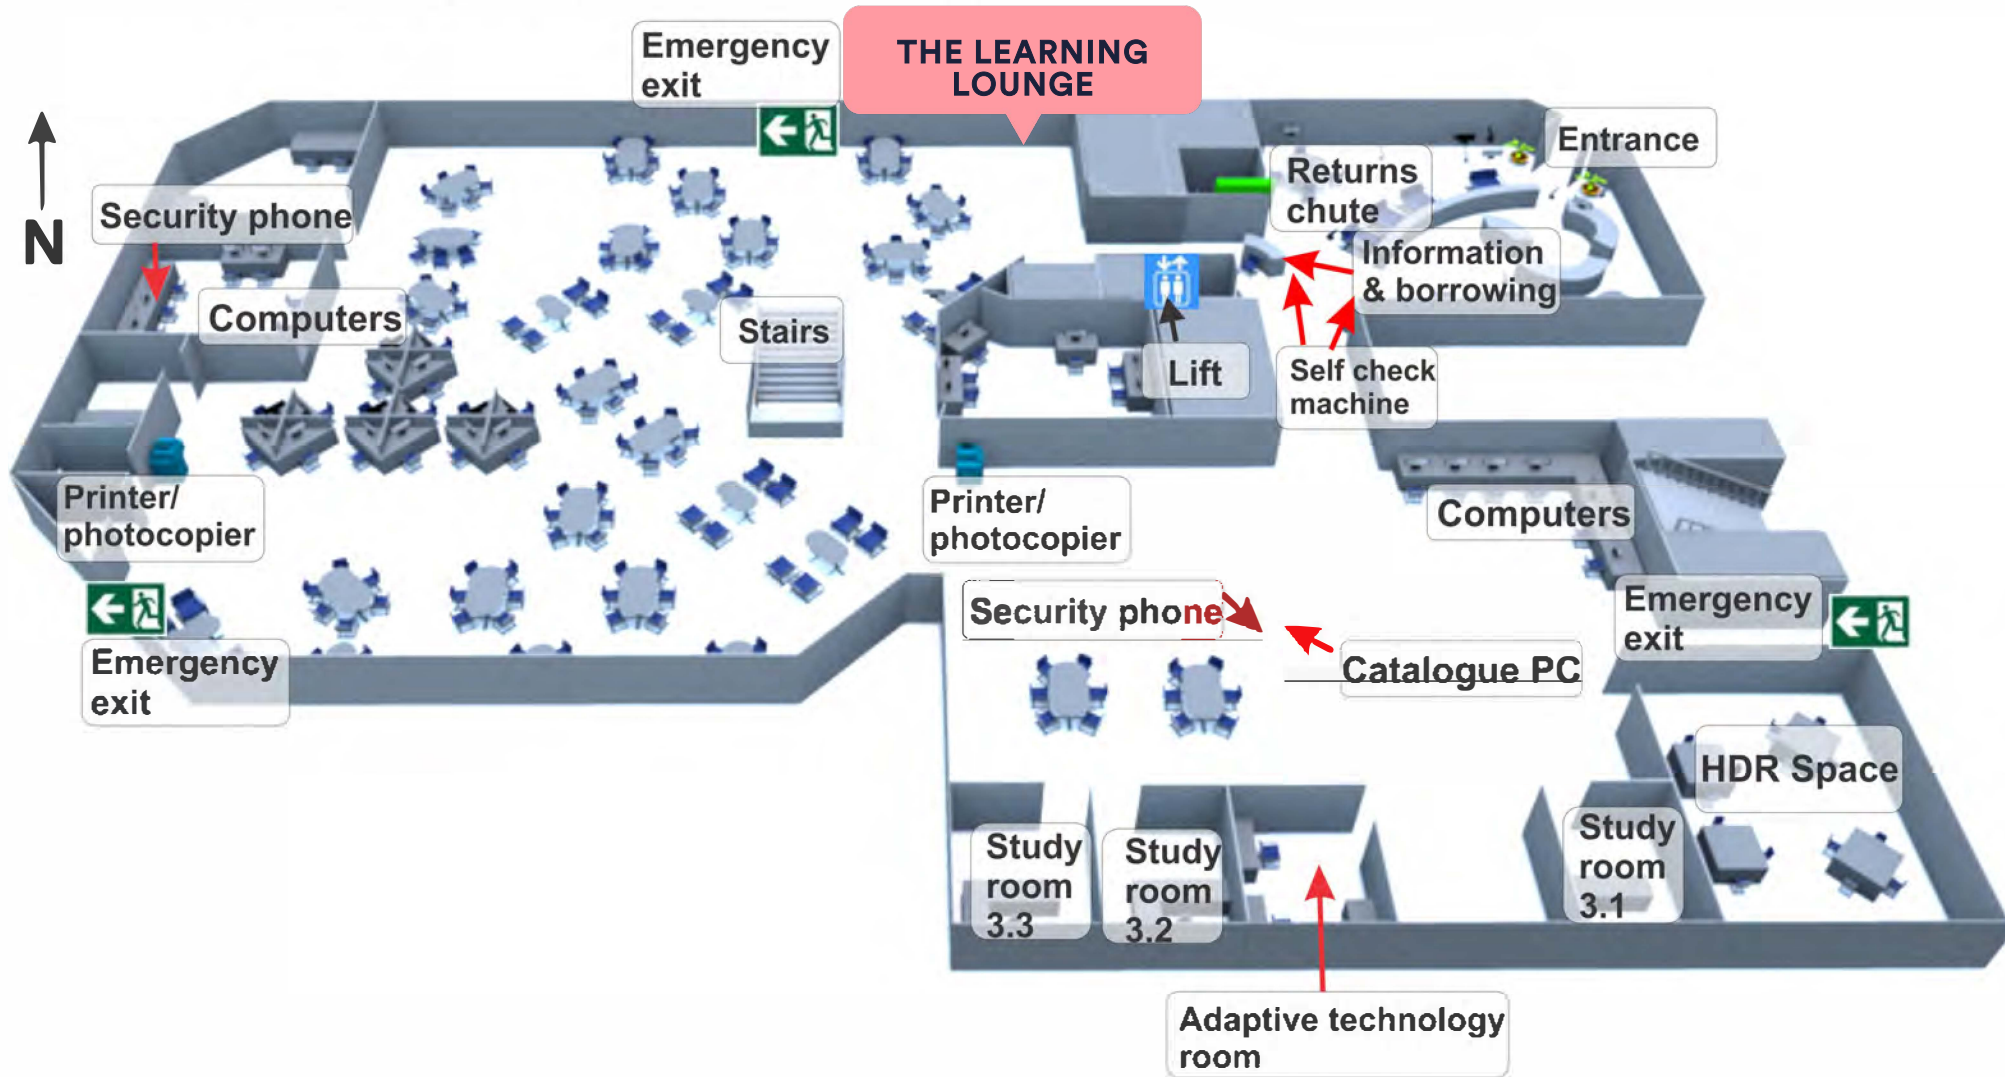 Emergency
exit
THE LEARNING
LOUNGE
N
Entrance
Returns
chute
Security phone
Information
& borrowing
Computers
Stairs
Lift
Self check
machine
Printer/
photocopier
Printer/
photocopier
Computers
Security phone
Emergency
exit
Catalogue PC
Emergency
exit
HDR Space
Study
room
3.3
Study
room
3.2
Study
room
3.1
Adaptive technology
room